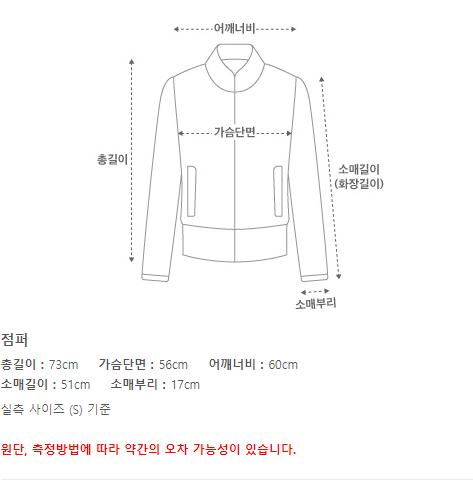 어깨너비
가슴단면
총길이
소매길이
(화장길이)
소매부리
점퍼
총길이 : 73cm 가슴단면 : 56cm 어깨너비 : 60cm
소매길이 : 51cm 소매부리 : 17cm
실측 사이즈 (S) 기준
원단, 측정방법에 따라 약간의 오차 가능성이 있습니다.